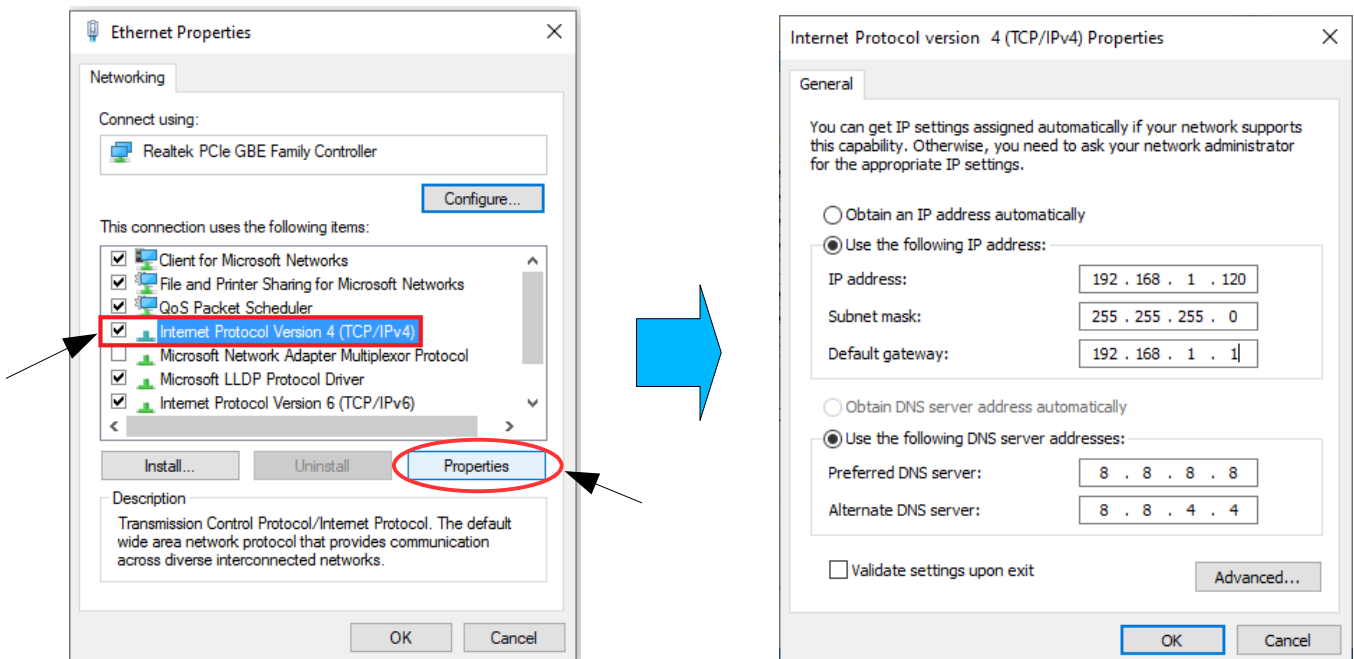 Ethernet Properties
Networking
Connect using:
Realtek PCIe GBE Family Controller
Configure...
This connection uses the following items:
Client for Microsoft Networks
File and Printer Sharing for Microsoft Networks
QoS Packet Scheduler
Internet Protocol Version 4 (TCP/IPv4)
Microsoft Network Adapter Multiplexor Protocol
Microsoft LLDP Protocol Driver
Internet Protocol Version 6 (TCP/IPv6)
Install... Uninstall Properties
Description
Transmission Control Protocol/Internet Protocol. The default
wide area network protocol that provides communication
across diverse interconnected networks.
OK Cancel
Internet Protocol version 4 (TCP/IPv4) Properties
General
You can get IP settings assigned automatically if your network supports
this capability. Otherwise, you need to ask your network administrator
for the appropriate IP settings.
Obtain an IP address automatically
Use the following IP address:
IP address: 192 . 168 . 1 . 120
Subnet mask: 255 . 255 . 255 . 0
Default gateway: 192 . 168 . 1 . 1
Obtain DNS server address automatically
Use the following DNS server addresses:
Preferred DNS server: 8 . 8 . 8 . 8
Alternate DNS server: 8 . 8 . 4 . 4
Validate settings upon exit
Advanced...
OK Cancel